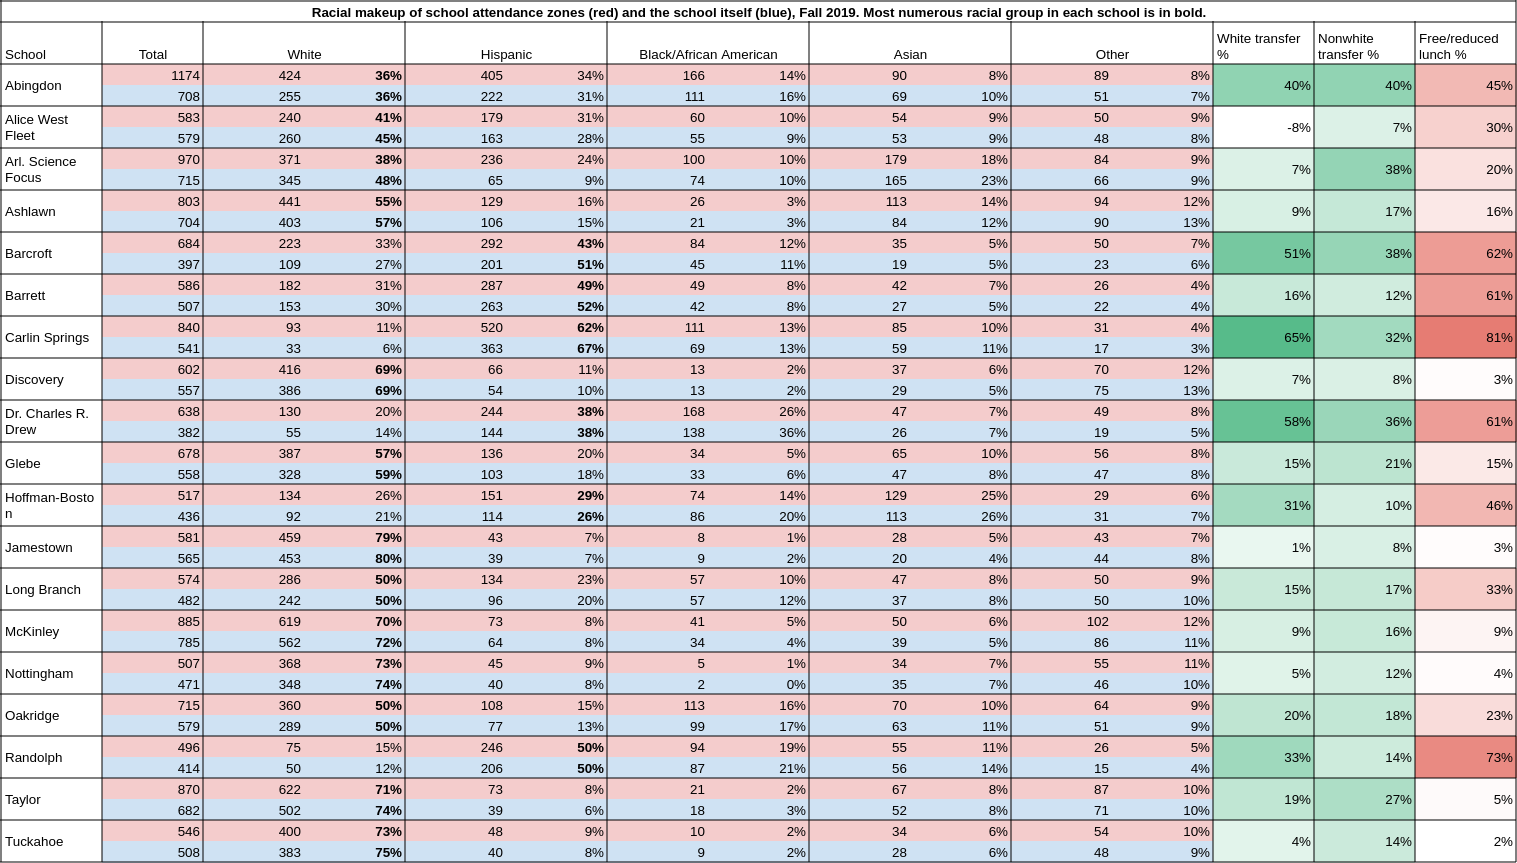 Racial makeup of school attendance zones (red) and the school itself (blue), Fall 2019. Most numerous racial group in each school is in bold.
School Total White Hispanic Black/African American Asian Other White transfer % Nonwhite transfer % Free/reduced lunch %
Abingdon 1174 424 36% 405 34% 166 14% 90 8% 89 8% 40% 40% 45%
708 255 36% 222 31% 111 16% 69 10% 51 7%
Alice West Fleet 583 240 41% 179 31% 60 10% 54 9% 50 9% -8% 7% 30%
579 260 45% 163 28% 55 9% 53 9% 48 8%
Arl. Science Focus 970 371 38% 236 24% 100 10% 179 18% 84 9% 7% 38% 20%
715 345 48% 65 9% 74 10% 165 23% 66 9%
Ashlawn 803 441 55% 129 16% 26 3% 113 14% 94 12% 9% 17% 16%
704 403 57% 106 15% 21 3% 84 12% 90 13%
Barcroft 684 223 33% 292 43% 84 12% 35 5% 50 7% 51% 38% 62%
397 109 27% 201 51% 45 11% 19 5% 23 6%
Barrett 586 182 31% 287 49% 49 8% 42 7% 26 4% 16% 12% 61%
507 153 30% 263 52% 42 8% 27 5% 22 4%
Carlin Springs 840 93 11% 520 62% 111 13% 85 10% 31 4% 65% 32% 81%
541 33 6% 363 67% 69 13% 59 11% 17 3%
Discovery 602 416 69% 66 11% 13 2% 37 6% 70 12% 7% 8% 3%
557 386 69% 54 10% 13 2% 29 5% 75 13%
Dr. Charles R. Drew 638 130 20% 244 38% 168 26% 47 7% 49 8% 58% 36% 61%
382 55 14% 144 38% 138 36% 26 7% 19 5%
Glebe 678 387 57% 136 20% 34 5% 65 10% 56 8% 15% 21% 15%
558 328 59% 103 18% 33 6% 47 8% 47 8%
Hoffman-Boston 517 134 26% 151 29% 74 14% 129 25% 29 6% 31% 10% 46%
436 92 21% 114 26% 86 20% 113 26% 31 7%
Jamestown 581 459 79% 43 7% 8 1% 28 5% 43 7% 1% 8% 3%
565 453 80% 39 7% 9 2% 20 4% 44 8%
Long Branch 574 286 50% 134 23% 57 10% 47 8% 50 9% 15% 17% 33%
482 242 50% 96 20% 57 12% 37 8% 50 10%
McKinley 885 619 70% 73 8% 41 5% 50 6% 102 12% 9% 16% 9%
785 562 72% 64 8% 34 4% 39 5% 86 11%
Nottingham 507 368 73% 45 9% 5 1% 34 7% 55 11% 5% 12% 4%
471 348 74% 40 8% 2 0% 35 7% 46 10%
Oakridge 715 360 50% 108 15% 113 16% 70 10% 64 9% 20% 18% 23%
579 289 50% 77 13% 99 17% 63 11% 51 9%
Randolph 496 75 15% 246 50% 94 19% 55 11% 26 5% 33% 14% 73%
414 50 12% 206 50% 87 21% 56 14% 15 4%
Taylor 870 622 71% 73 8% 21 2% 67 8% 87 10% 19% 27% 5%
682 502 74% 39 6% 18 3% 52 8% 71 10%
Tuckahoe 546 400 73% 48 9% 10 2% 34 6% 54 10% 4% 14% 2%
508 383 75% 40 8% 9 2% 28 6% 48 9%